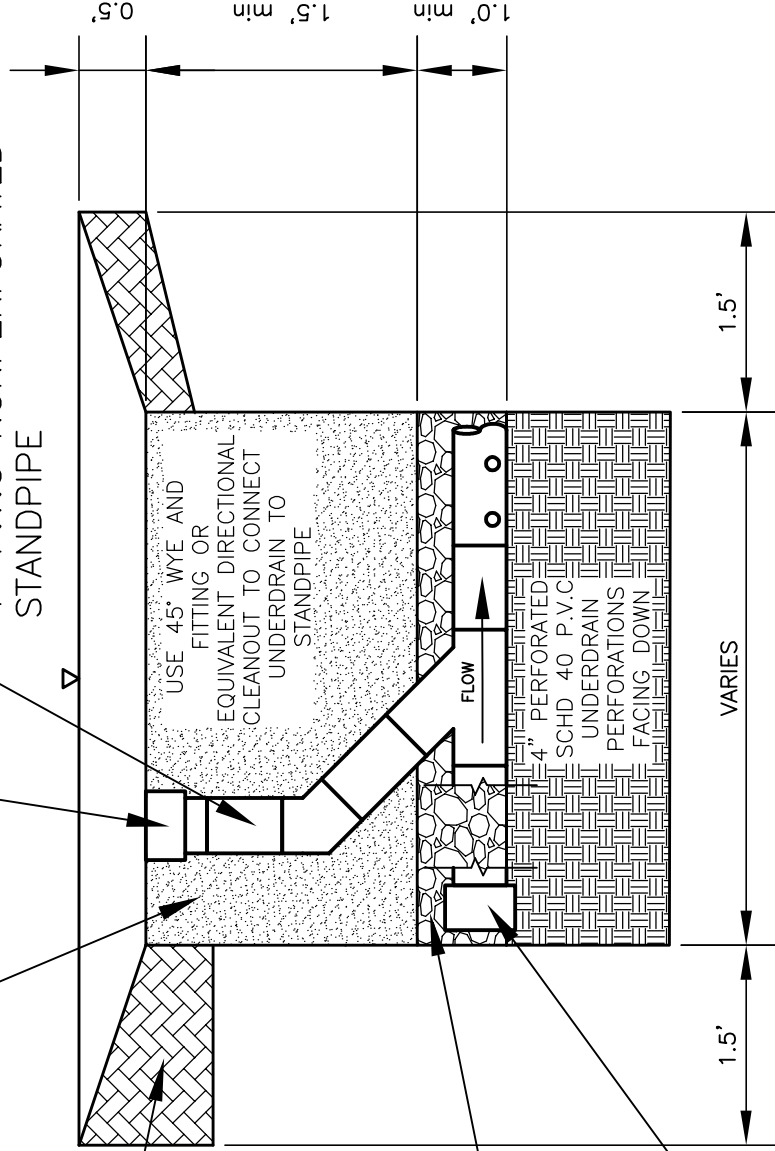 STANDPIPE
0.5'
1.5' min
1.0' min
USE 45° WYE AND
FITTING OR
EQUIVALENT DIRECTIONAL
CLEANOUT TO CONNECT
UNDERDRAIN TO
STANDPIPE
FLOW
4" PERFORATED
SCHD 40 P.V.C
UNDERDRAIN
PERFORATIONS
FACING DOWN
1.5'
VARIES
1.5'